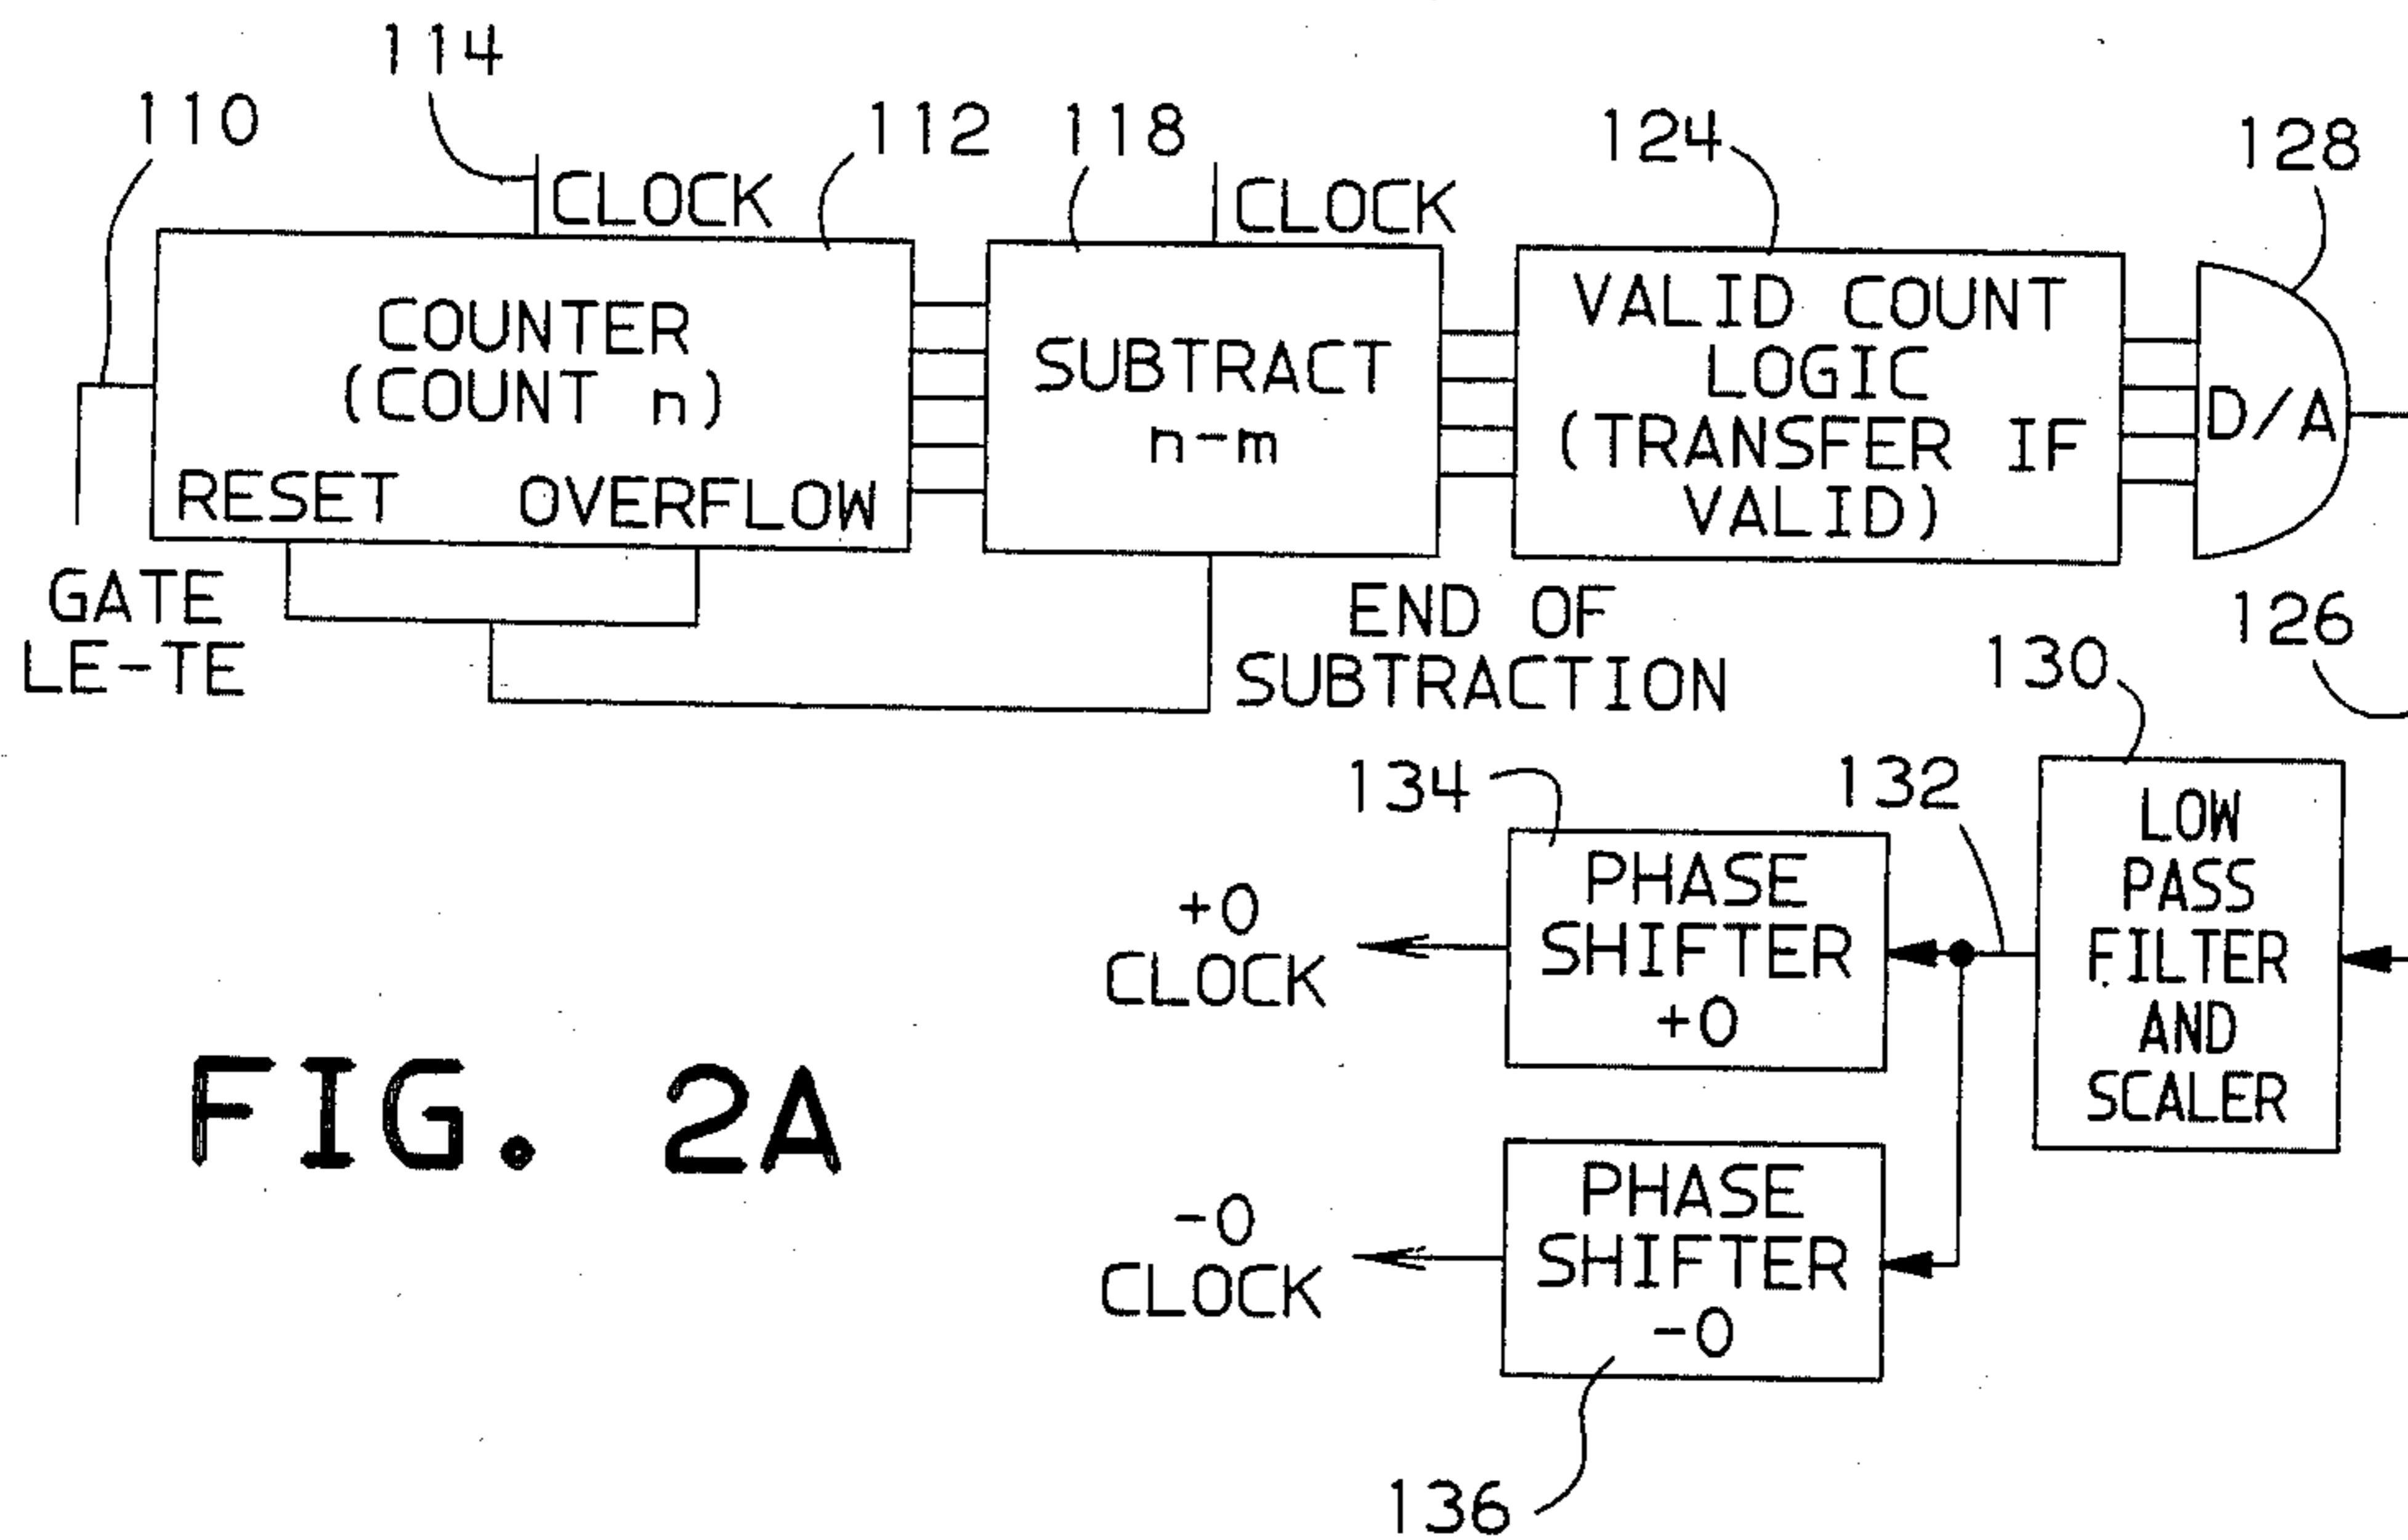 114
110
112
118
124
128
CLOCK
CLOCK
COUNTER
(COUNT n)
RESET OVERFLOW
SUBTRACT
n-m
VALID COUNT
LOGIC
(TRANSFER IF
VALID)
D/A
GATE
LE-TE
END OF
SUBTRACTION
126
130
134
132
LOW
PASS
FILTER
AND
SCALER
PHASE
SHIFTER
+0
+0
CLOCK
PHASE
SHIFTER
-0
-0
CLOCK
136
FIG. 2A